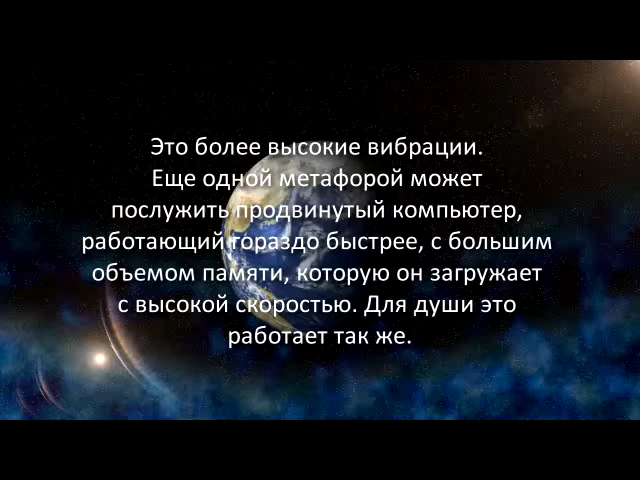 Это более высокие вибрации.
Еще одной метафорой может
послужить продвинутый компьютер,
работающий гораздо быстрее, с большим
объемом памяти, которую он загружает
с высокой скоростью. Для души это
работает так же.